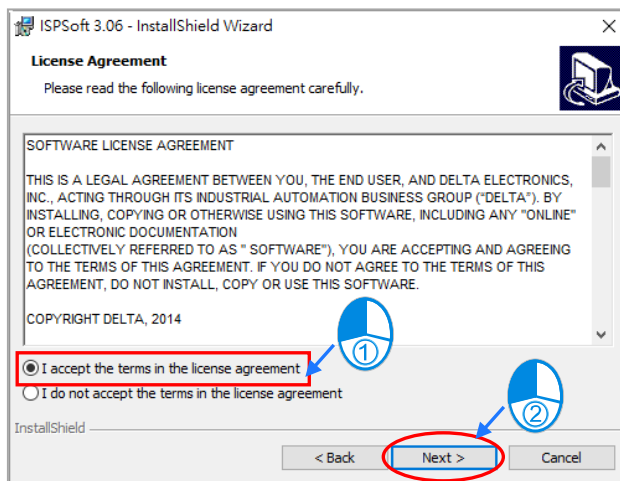 ISPSoft 3.06 - InstallShield Wizard
License Agreement
Please read the following license agreement carefully.
SOFTWARE LICENSE AGREEMENT
THIS IS A LEGAL AGREEMENT BETWEEN YOU, THE END USER, AND DELTA ELECTRONICS,
INC., ACTING THROUGH ITS INDUSTRIAL AUTOMATION BUSINESS GROUP ("DELTA"). BY
INSTALLING, COPYING OR OTHERWISE USING THIS SOFTWARE, INCLUDING ANY "ONLINE"
OR ELECTRONIC DOCUMENTATION
(COLLECTIVELY REFERRED TO AS " SOFTWARE"), YOU ARE ACCEPTING AND AGREEING
TO THE TERMS OF THIS AGREEMENT. IF YOU DO NOT AGREE TO THE TERMS OF THIS
AGREEMENT, DO NOT INSTALL, COPY OR USE THIS SOFTWARE.
COPYRIGHT DELTA, 2014
①
I accept the terms in the license agreement
I do not accept the terms in the license agreement
②
InstallShield
< Back Next > Cancel